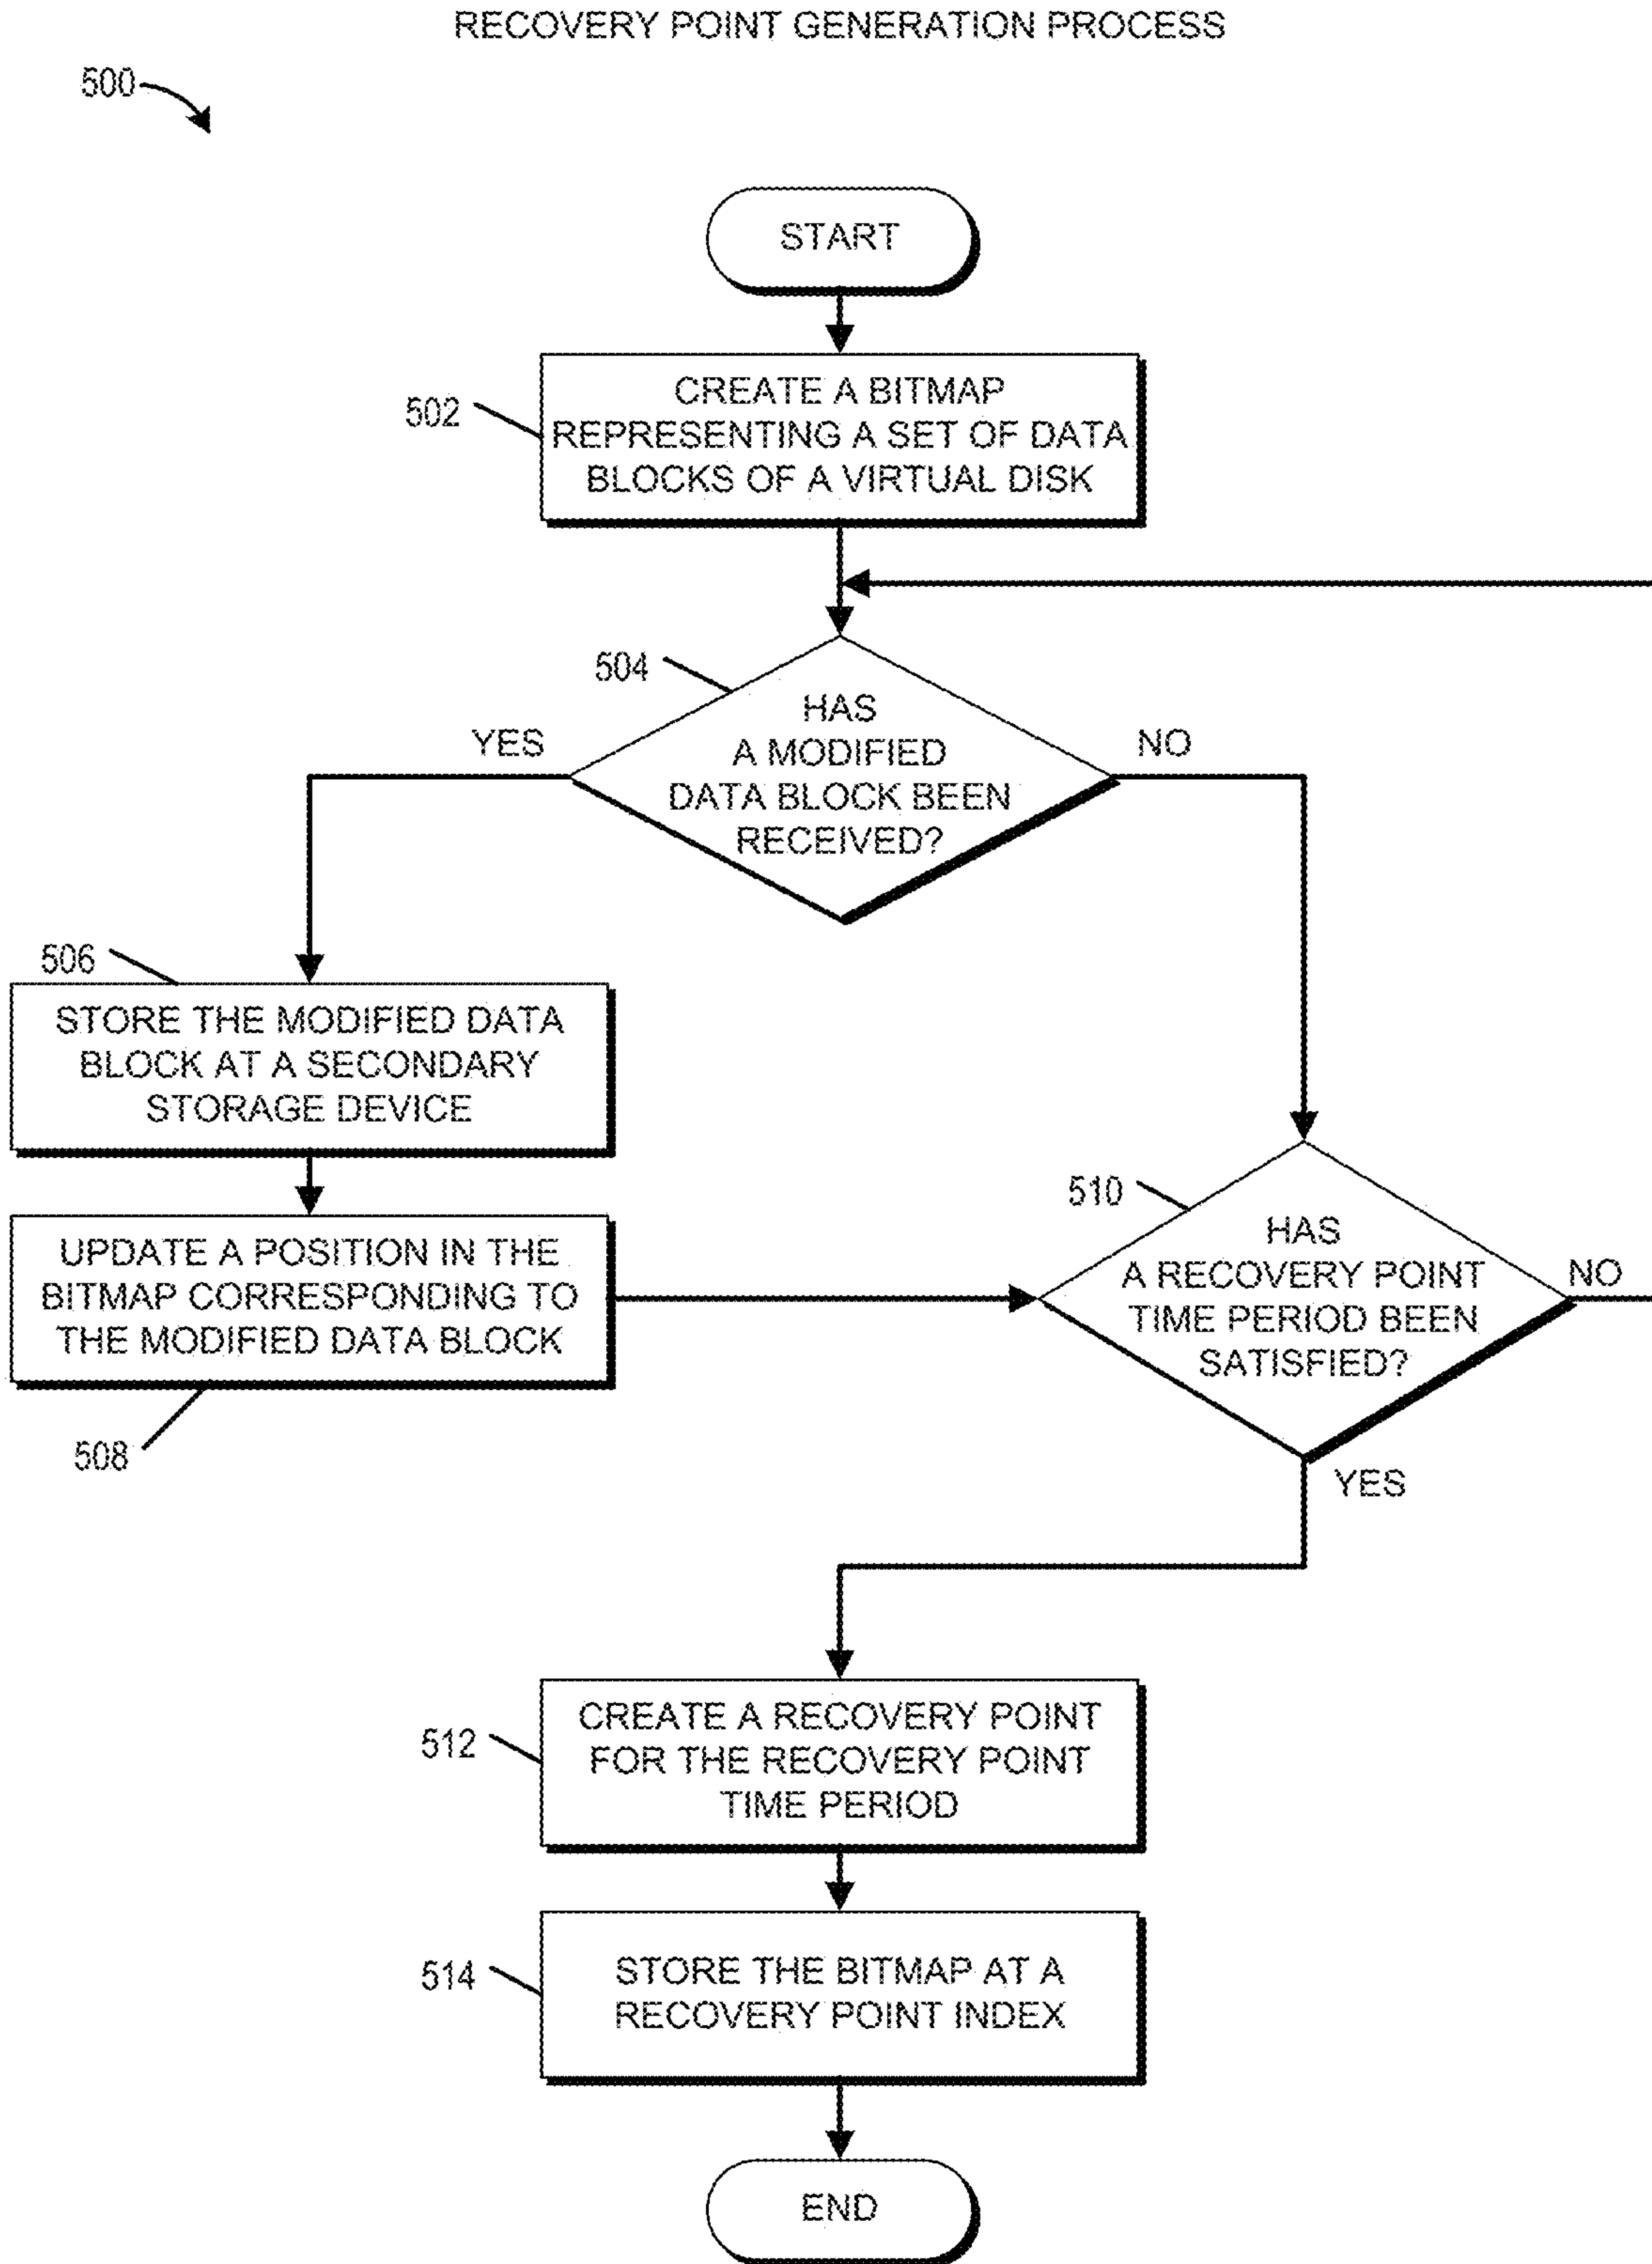 RECOVERY POINT GENERATION PROCESS
500
START
502
CREATE A BITMAP
REPRESENTING A SET OF DATA
BLOCKS OF A VIRTUAL DISK
504
HAS
A MODIFIED
DATA BLOCK BEEN
RECEIVED?
YES
NO
506
STORE THE MODIFIED DATA
BLOCK AT A SECONDARY
STORAGE DEVICE
UPDATE A POSITION IN THE
BITMAP CORRESPONDING TO
THE MODIFIED DATA BLOCK
508
510
HAS
A RECOVERY POINT
TIME PERIOD BEEN
SATISFIED?
NO
YES
512
CREATE A RECOVERY POINT
FOR THE RECOVERY POINT
TIME PERIOD
514
STORE THE BITMAP AT A
RECOVERY POINT INDEX
END